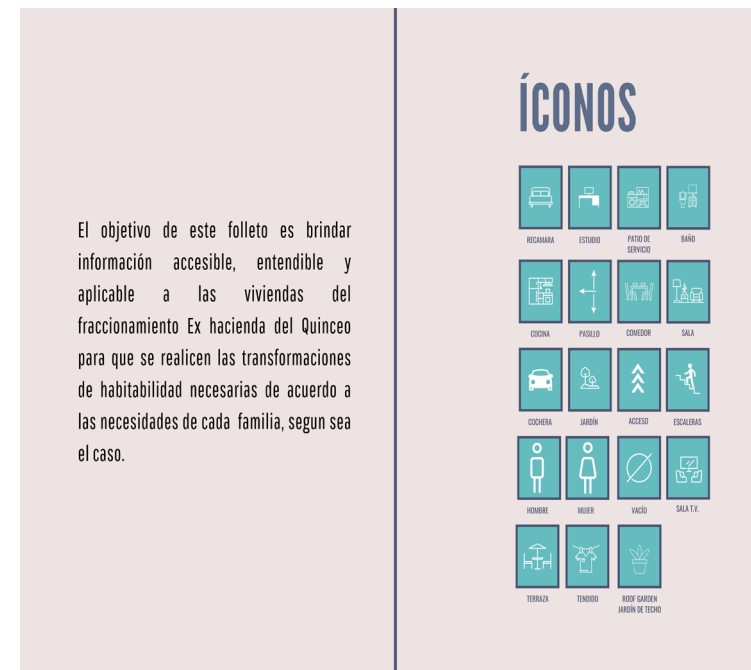 El objetivo de este folleto es brindar
información accesible, entendible y
aplicable a las viviendas del
fraccionamiento Ex hacienda del Quinceo
para que se realicen las transformaciones
de habitabilidad necesarias de acuerdo a
las necesidades de cada familia, segun sea
el caso.
ÍCONOS
RECAMARA
ESTUDIO
PATIO DE
SERVICIO
BAÑO
COCINA
PASILLO
COMEDOR
SALA
COCHERA
JARDÍN
ACCESO
ESCALERAS
HOMBRE
MUJER
VACÍO
SALA T.V.
TERRAZA
TENDIDO
ROOF GARDEN
JARDÍN DE TECHO